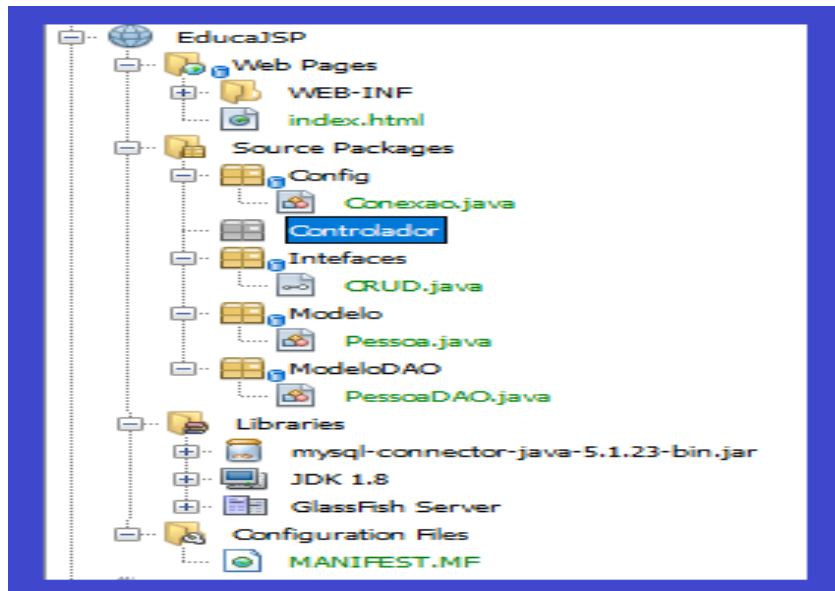 EducaJSP
Web Pages
WEB-INF
index.html
Source Packages
Config
Conexao.java
Controlador
Intefaces
CRUD.java
Modelo
Pessoa.java
ModeloDAO
PessoaDAO.java
Libraries
mysql-connector-java-5.1.23-bin.jar
JDK 1.8
GlassFish Server
Configuration Files
MANIFEST.MF